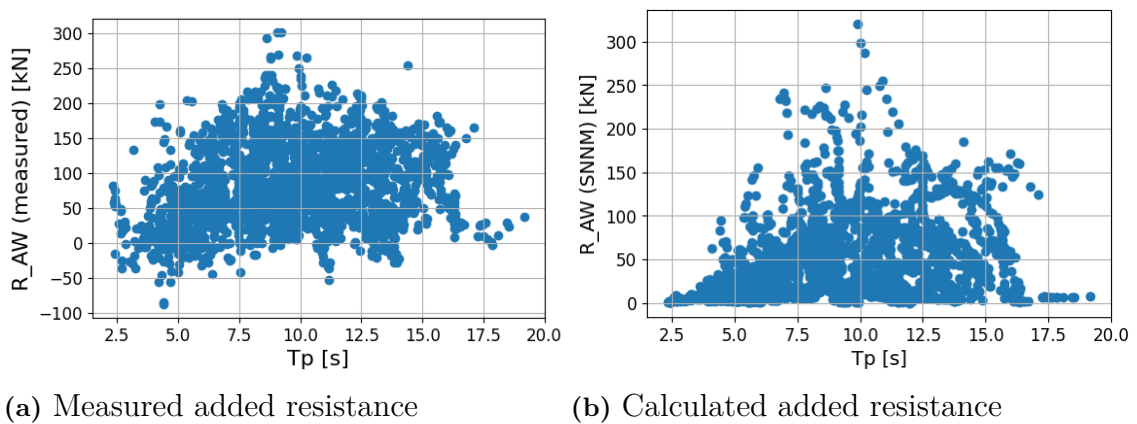 R_AW (measured) [kN]
300
250
200
150
100
50
0
−50
−100
2.5 5.0 7.5 10.0 12.5 15.0 17.5 20.0
Tp [s]
(a) Measured added resistance
R_AW (SNNM) [kN]
300
250
200
150
100
50
0
2.5 5.0 7.5 10.0 12.5 15.0 17.5 20.0
Tp [s]
(b) Calculated added resistance